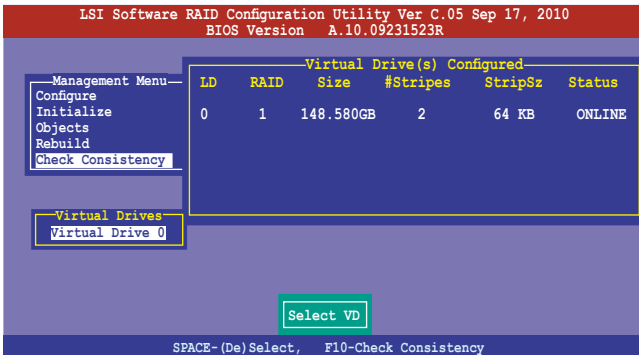 LSI Software RAID Configuration Utility Ver C.05 Sep 17, 2010
BIOS Version A.10.09231523R
Virtual Drive(s) Configured
LD RAID Size #Stripes StripSz Status
0 1 148.580GB 2 64 KB ONLINE
Management Menu
Configure
Initialize
Objects
Rebuild
Check Consistency
Virtual Drives
Virtual Drive 0
Select VD
SPACE-(De)Select, F10-Check Consistency